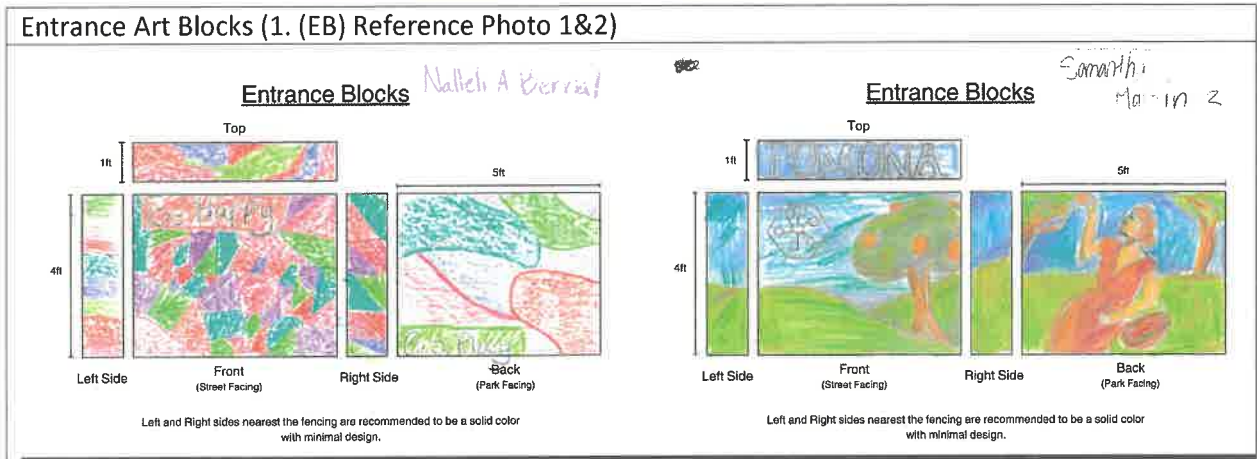 Entrance Art Blocks (1. (EB) Reference Photo 1&2)
Entrance Blocks
Top
1ft
5ft
4ft
Left Side
Front
(Street Facing)
Right Side
Back
(Park Facing)
Left and Right sides nearest the fencing are recommended to be a solid color
with minimal design.
Entrance Blocks
Top
1ft
POMONA
5ft
4ft
Left Side
Front
(Street Facing)
Right Side
Back
(Park Facing)
Left and Right sides nearest the fencing are recommended to be a solid color
with minimal design.